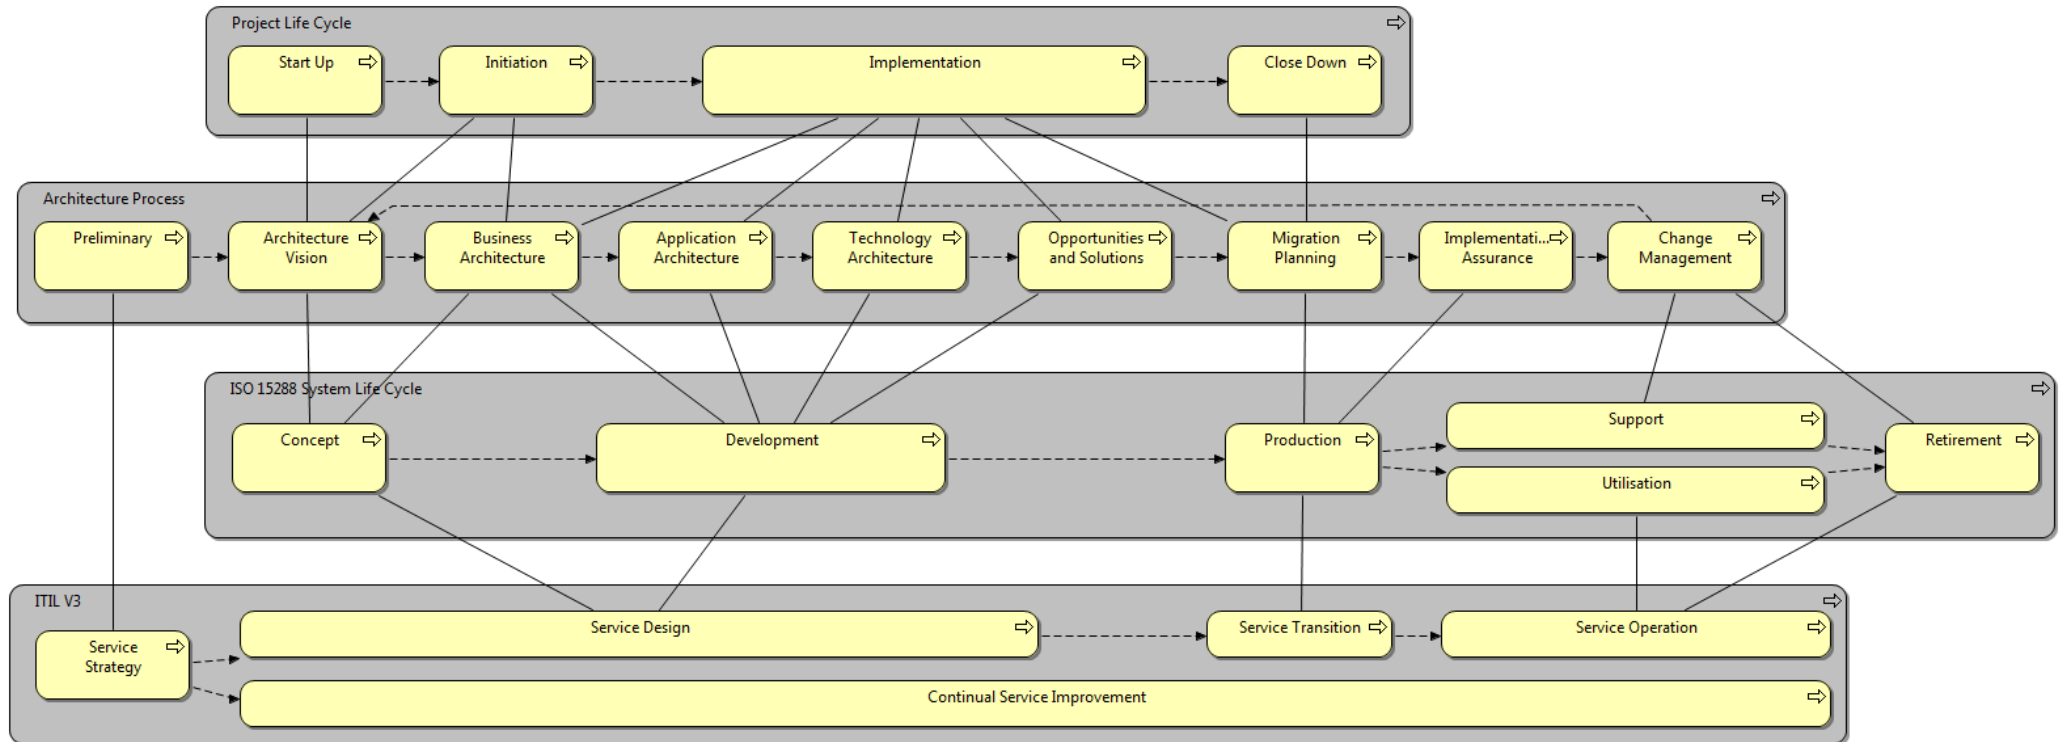 Project Life Cycle
Start Up
Initiation
Implementation
Close Down
Architecture Process
Preliminary
Architecture
Vision
Business
Architecture
Application
Architecture
Technology
Architecture
Opportunities
and Solutions
Migration
Planning
Implementati...
Assurance
Change
Management
ISO 15288 System Life Cycle
Concept
Development
Production
Support
Utilisation
Retirement
ITIL V3
Service
Strategy
Service Design
Service Transition
Service Operation
Continual Service Improvement